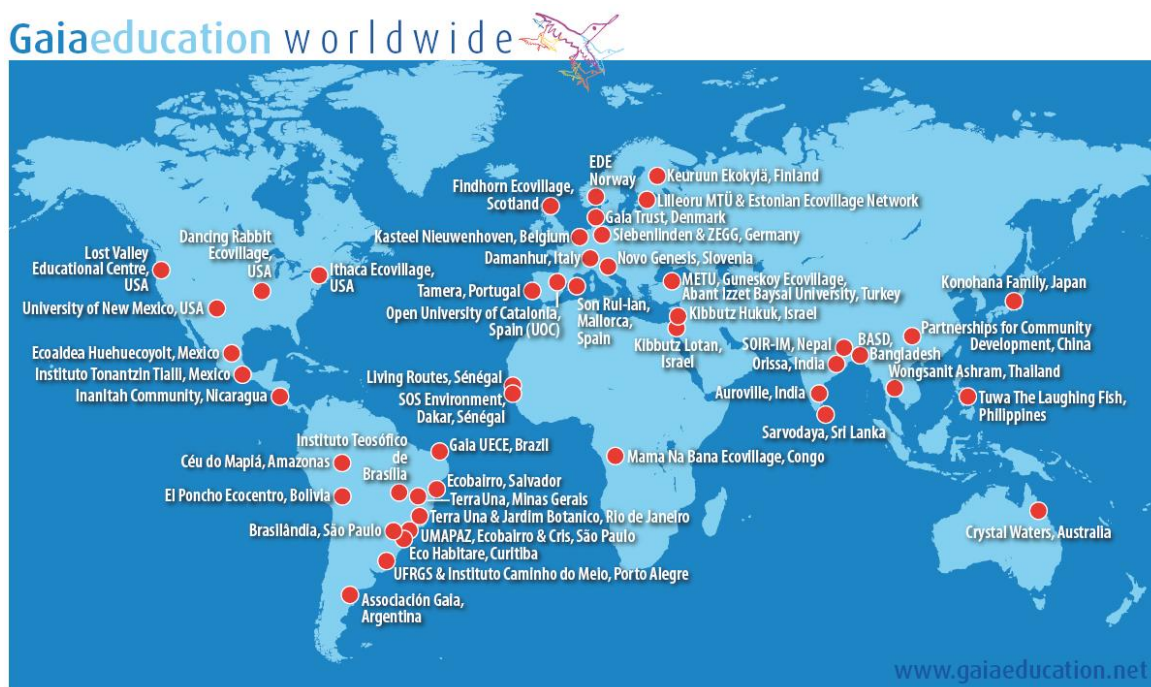 Gaiaeducation worldwide
EDE
Norway
Keuruun Ekokylä, Finland
Findhorn Ecovillage,
Scotland
Lilleoru MTÜ & Estonian Ecovillage Network
Gaia Trust, Denmark
Kasteel Nieuwenhoven, Belgium
Siebenlinden & ZEGG, Germany
Damanhur, Italy
Novo Genesis, Slovenia
Lost Valley
Educational Centre,
USA
Dancing Rabbit
Ecovillage,
USA
Ithaca Ecovillage,
USA
University of New Mexico, USA
Tamera, Portugal
Open University of Catalonia,
Spain (UOC)
Son Rul-lan,
Mallorca,
Spain
METU, Guneskoy Ecovillage,
Abant Izzet Baysal University, Turkey
Kibbutz Hukuk, Israel
Kibbutz Lotan,
Israel
Konohana Family, Japan
Partnerships for Community
Development, China
SOIR-IM, Nepal
BASD,
Bangladesh
Orissa, India
Wongsanit Ashram, Thailand
Auroville, India
Tuwa The Laughing Fish,
Philippines
Sarvodaya, Sri Lanka
Ecoaldea Huehuecoyolt, Mexico
Instituto Tonantzin Tlalli, Mexico
Inanitah Community, Nicaragua
Living Routes, Sénégal
SOS Environment,
Dakar, Sénégal
Instituto Teosófico
de
Brasília
Gaia UECE, Brazil
Céu do Mapiá, Amazonas
Mama Na Bana Ecovillage, Congo
Ecobairro, Salvador
El Poncho Ecocentro, Bolivia
TerraUna, Minas Gerais
Terra Una & Jardim Botanico, Rio de Janeiro
Brasilândia, São Paulo
UMAPAZ, Ecobairro & Cris, São Paulo
Eco Habitare, Curitiba
UFRGS & Instituto Caminho do Meio, Porto Alegre
Crystal Waters, Australia
Associación Gaia,
Argentina
www.gaiaeducation.net